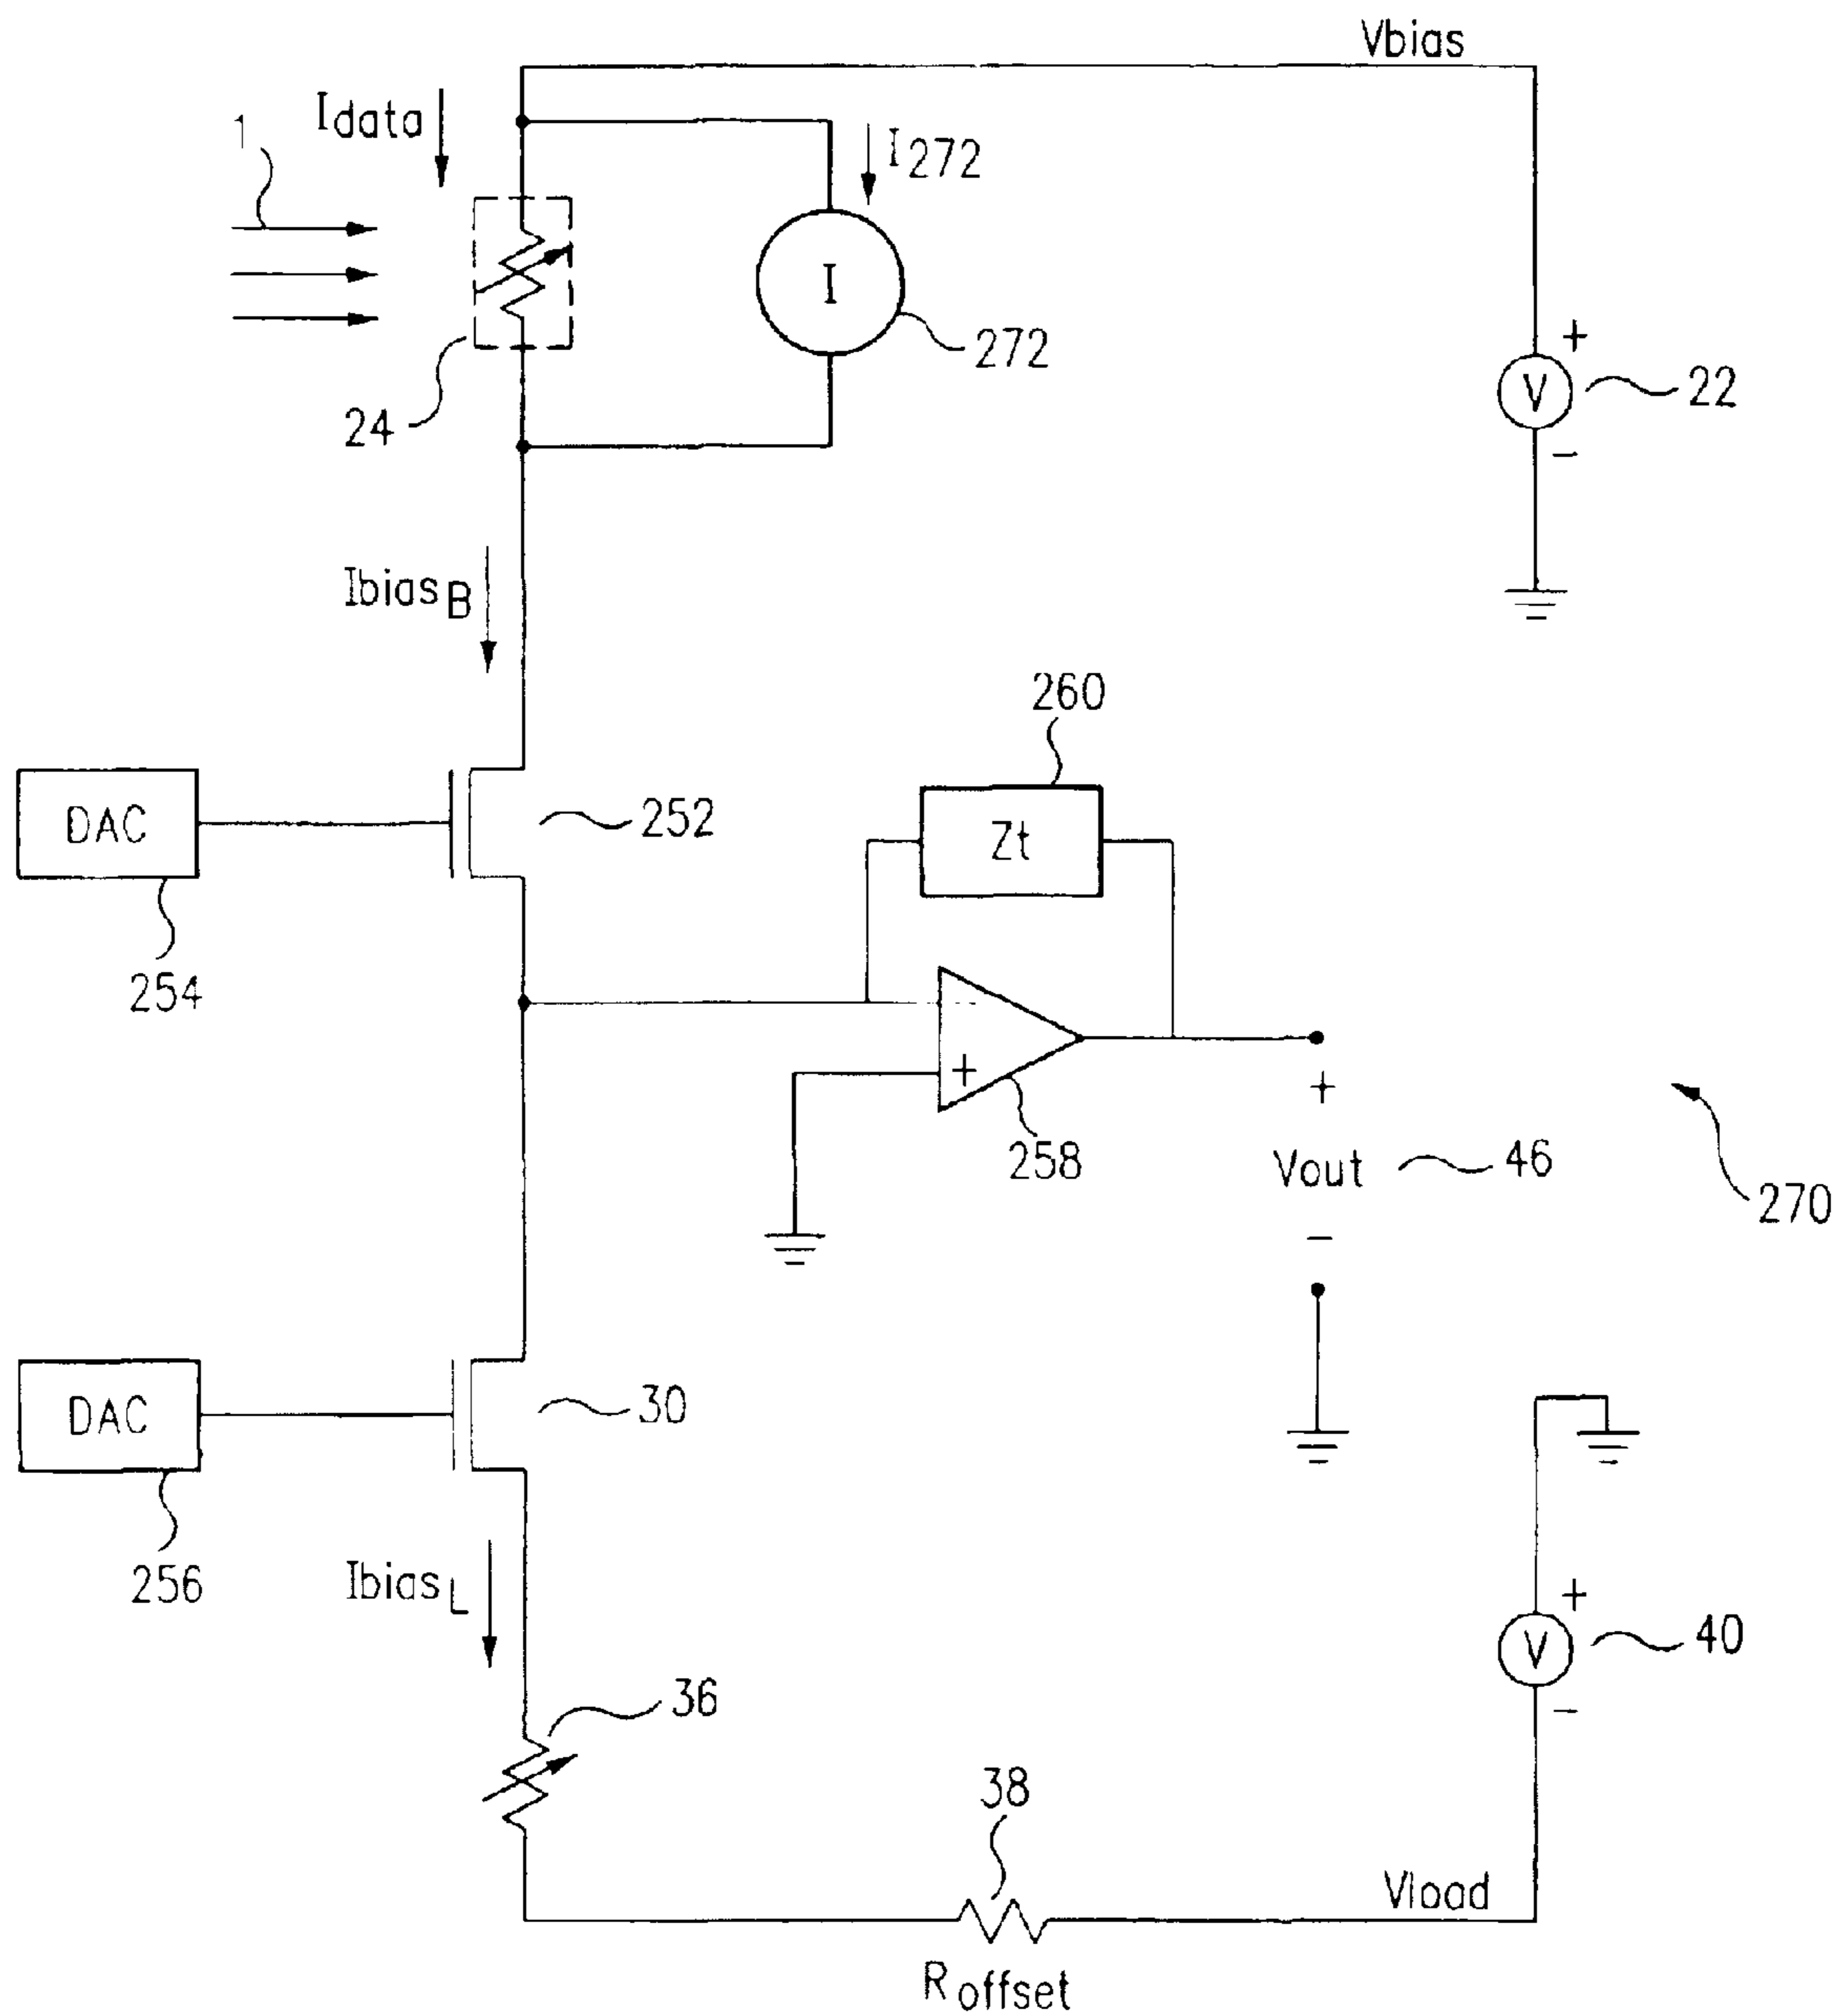 Vbias
Idata
1
I272
I
272
24
+
V
22
-
IbiasB
260
DAC
252
Zt
254
-
+
258
+
Vout
46
-
270
DAC
30
256
IbiasL
+
V
40
-
36
38
Vload
Roffset